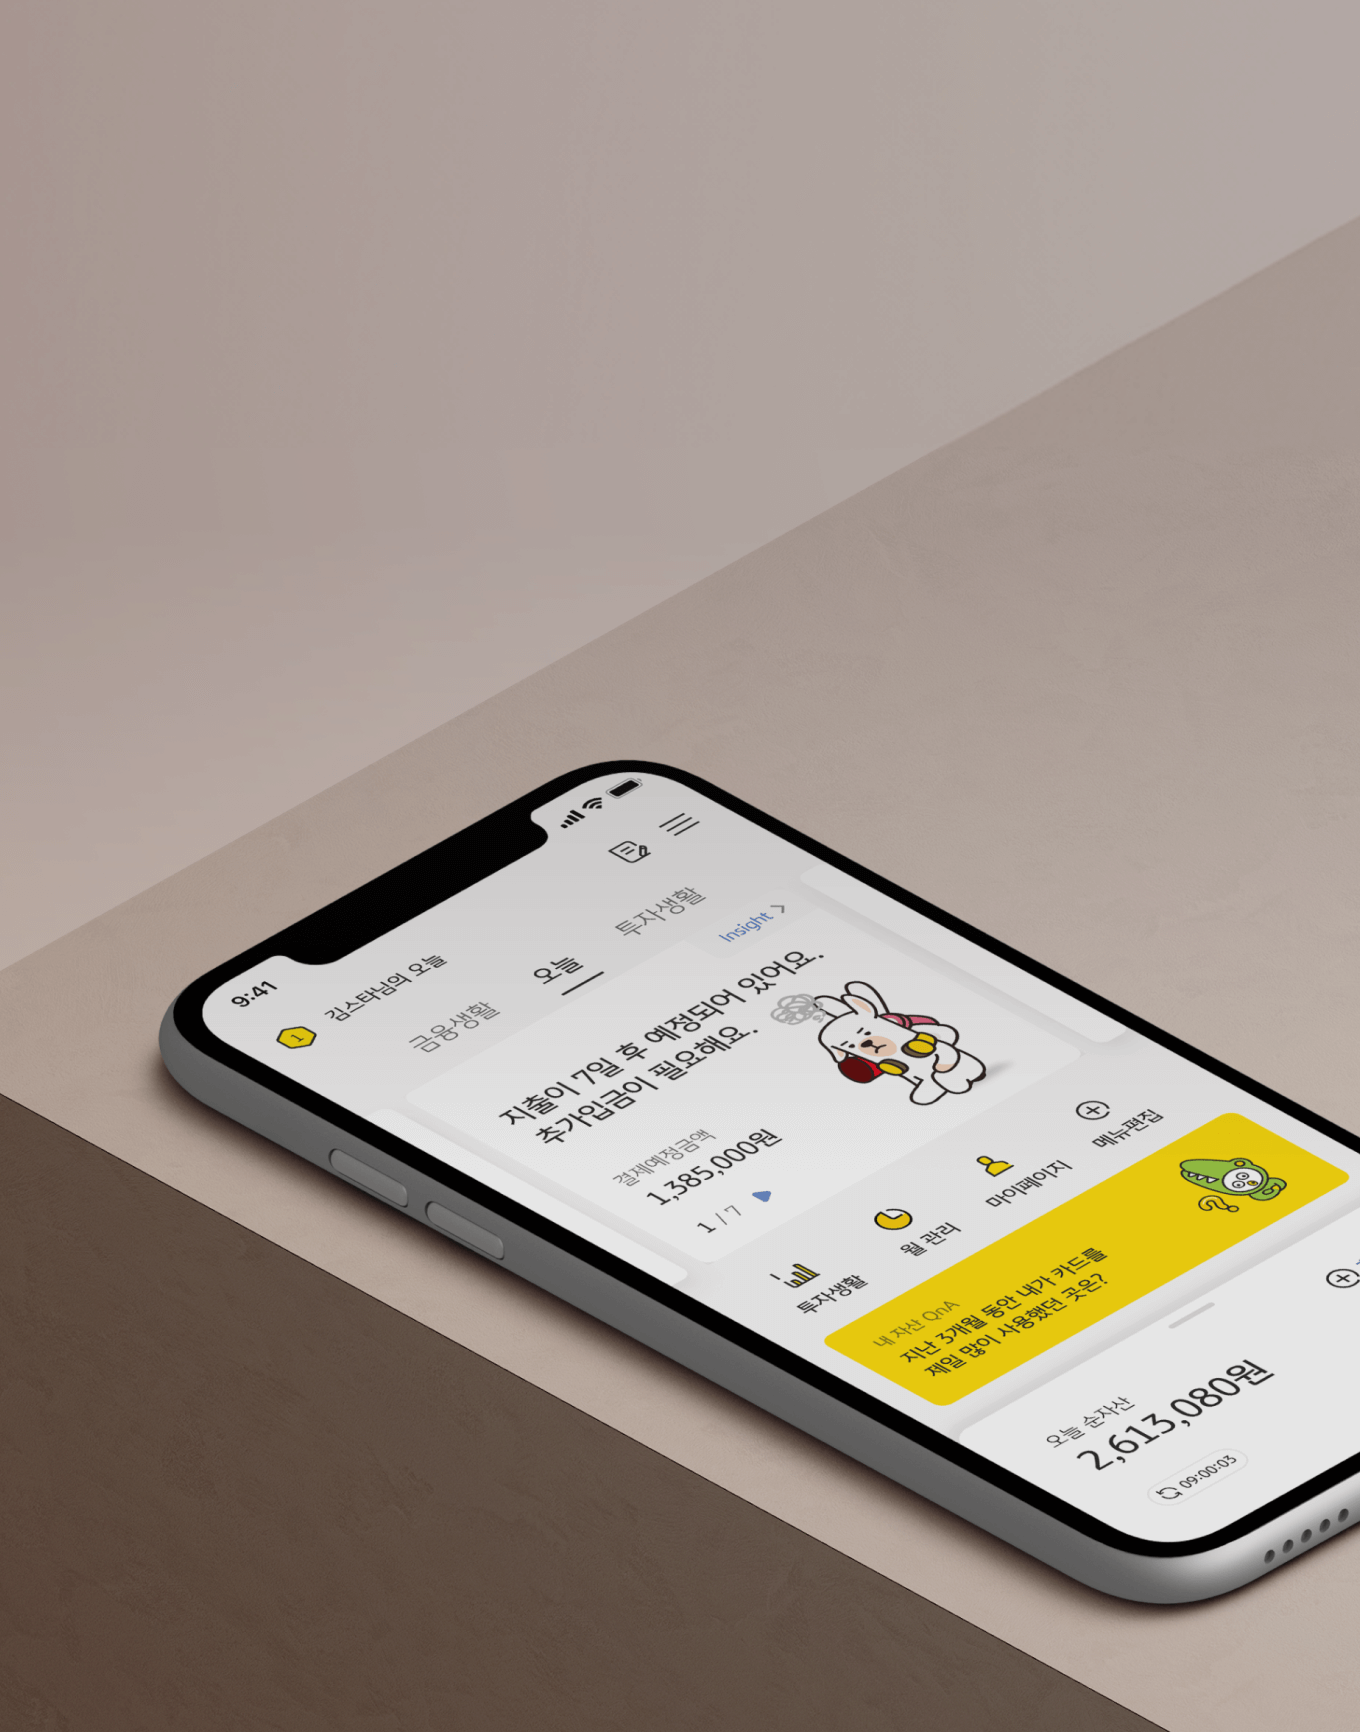 9:41
1
김스타님의 오늘
금융생활
오늘
투자생활
Insight >
지출이 7일 후 예정되어 있어요.
추가입금이 필요해요.
결제예정금액
1,385,000원
1 / 7
투자생활
월 관리
마이페이지
메뉴편집
내 자산 QnA
지난 3개월 동안 내가 카드를
제일 많이 사용했던 곳은?
오늘 순자산
2,613,080원
09:00:03